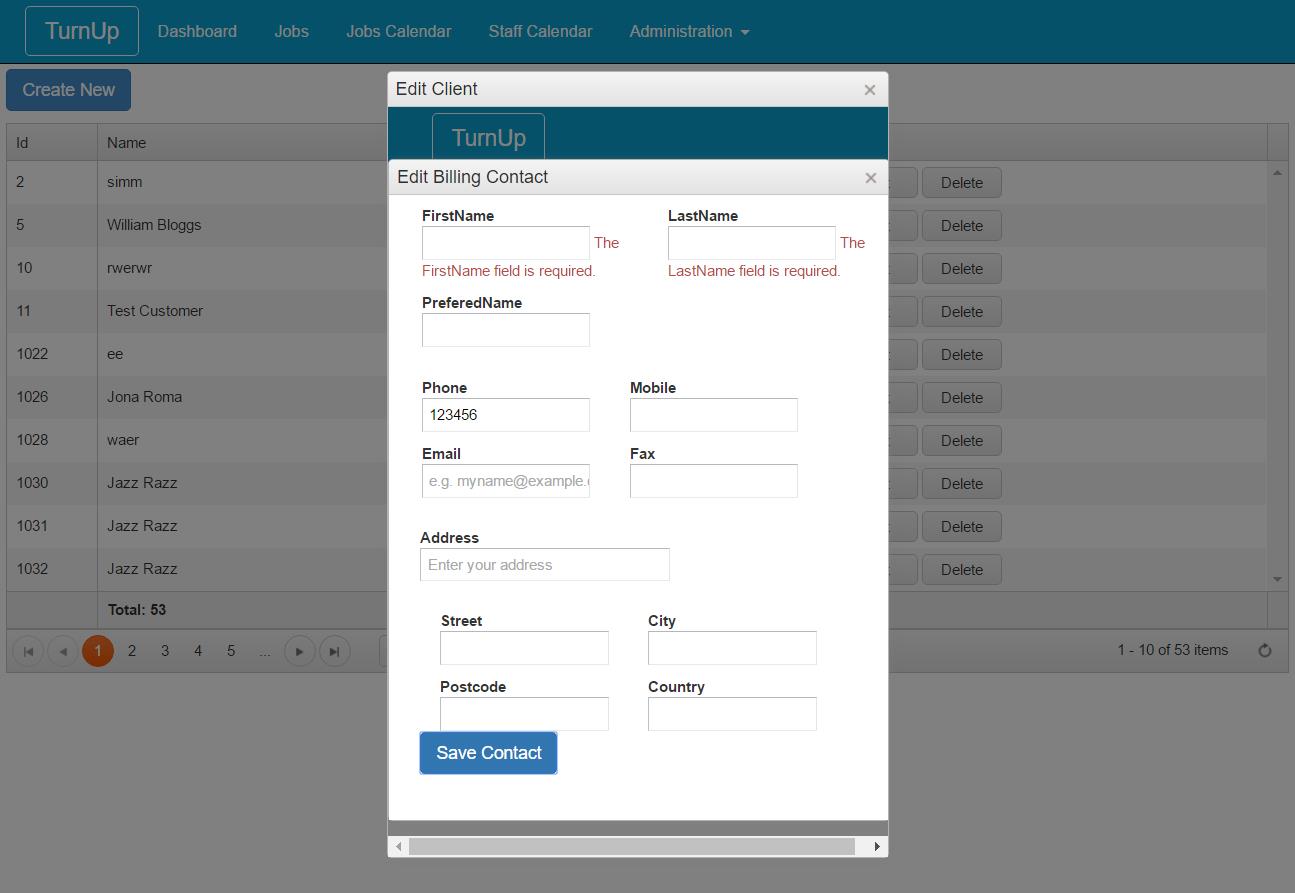 TurnUp Dashboard Jobs Jobs Calendar Staff Calendar Administration
Create New
Edit Client ×
TurnUp
Id Name
Edit Billing Contact ×
2 simm Delete
5 William Bloggs Delete
10 rwerwr Delete
11 Test Customer Delete
1022 ee Delete
1026 Jona Roma Delete
1028 waer Delete
1030 Jazz Razz Delete
1031 Jazz Razz Delete
1032 Jazz Razz Delete
Total: 53
1 2 3 4 5 ...
1 - 10 of 53 items
FirstName LastName
The The
FirstName field is required. LastName field is required.
PreferedName
Phone Mobile
123456
Email Fax
e.g. myname@example.
Address
Enter your address
Street City
Postcode Country
Save Contact